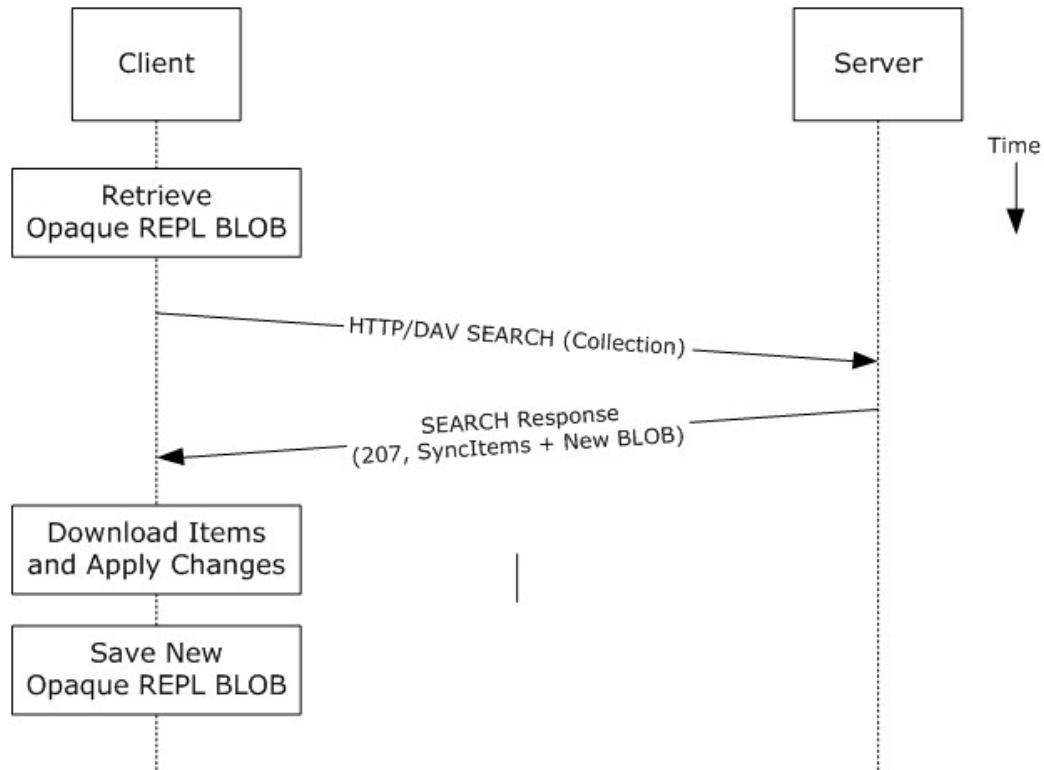 Client
Server
Time
Retrieve
Opaque REPL BLOB
HTTP/DAV SEARCH (Collection)
SEARCH Response
(207, SyncItems + New BLOB)
Download Items
and Apply Changes
Save New
Opaque REPL BLOB